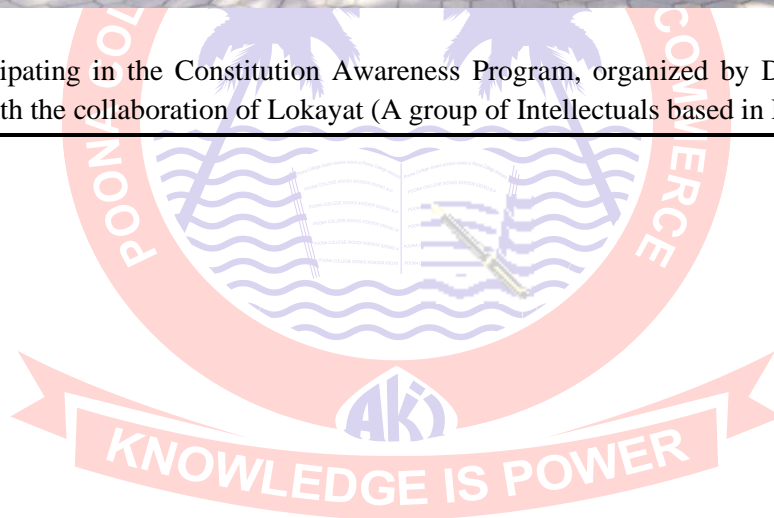 ipating in the Constitution Awareness Program, organized by D
th the collaboration of Lokayat (A group of Intellectuals based in
POONA COL
COMMERCE
AKI
KNOWLEDGE IS POWER